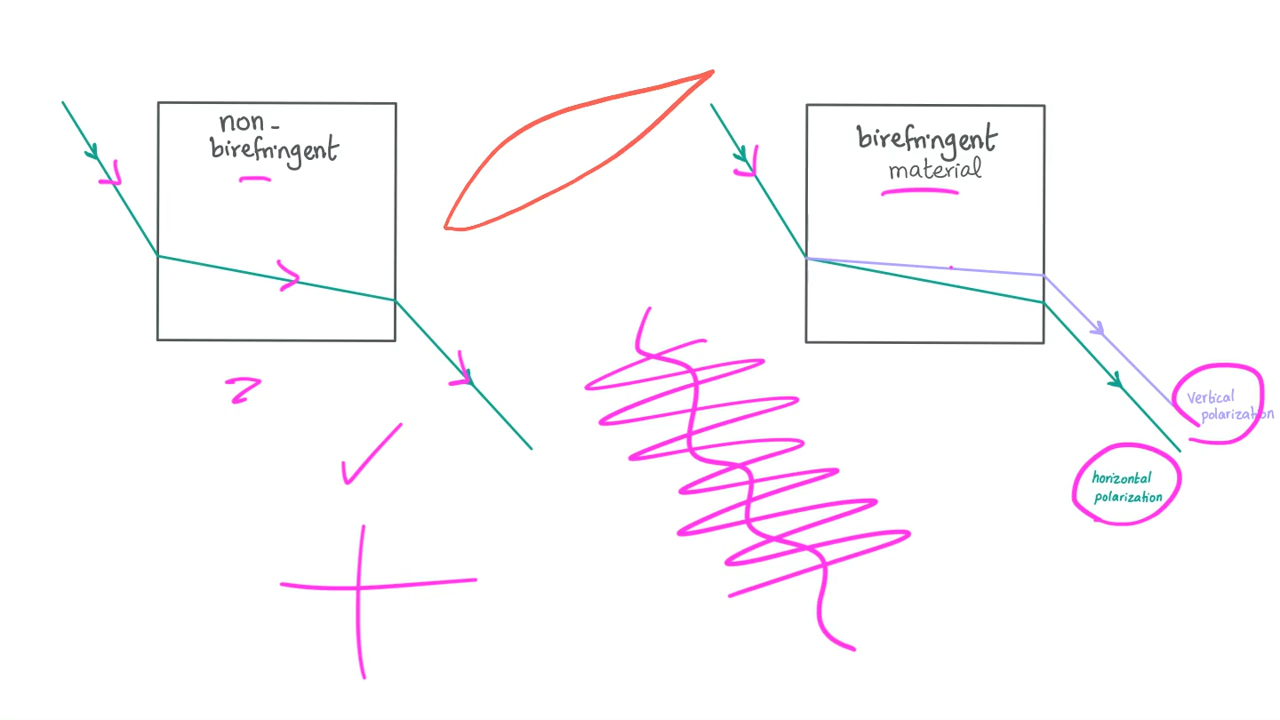 non-
birefringent
birefringent
material
vertical
polarization
horizontal
polarization